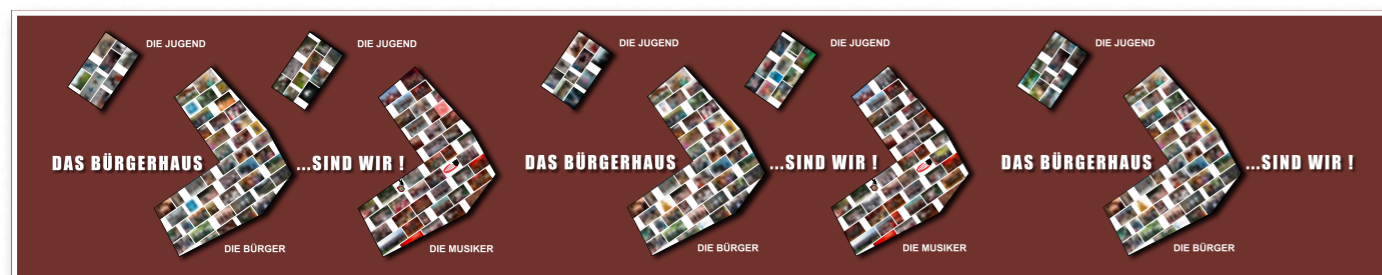 DIE JUGEND
DIE JUGEND
DIE JUGEND
DIE JUGEND
DIE JUGEND
DAS BÜRGERHAUS ...SIND WIR ! DAS BÜRGERHAUS ...SIND WIR ! DAS BÜRGERHAUS ...SIND WIR !
DIE BÜRGER
DIE MUSIKER
DIE BÜRGER
DIE MUSIKER
DIE BÜRGER